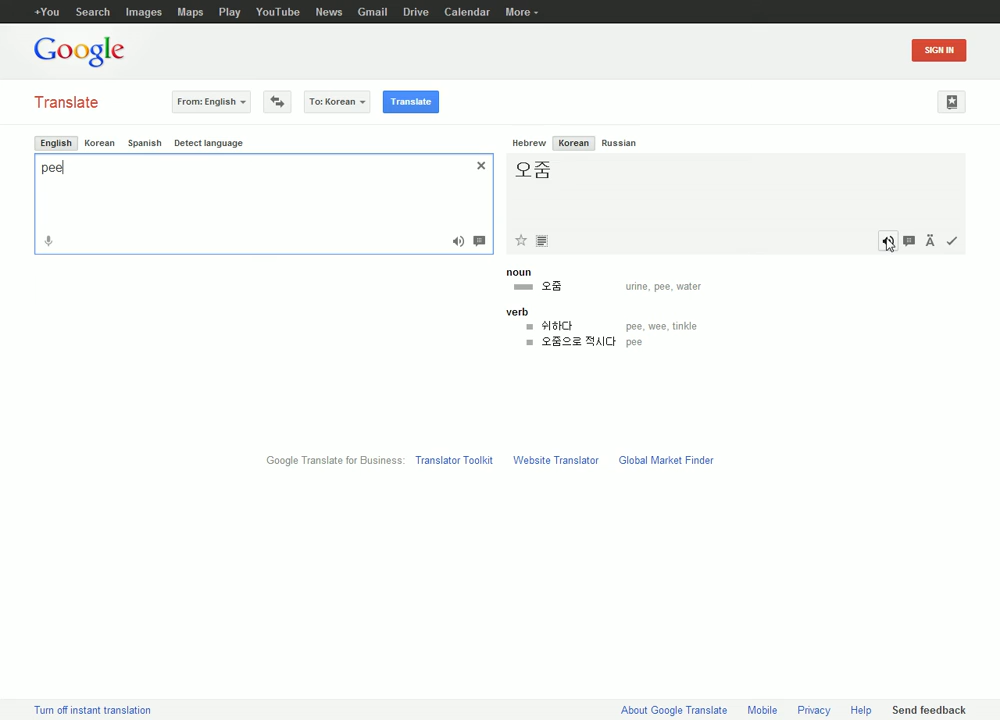 +You Search Images Maps Play YouTube News Gmail Drive Calendar More
Google
SIGN IN
Translate From: English To: Korean Translate
English Korean Spanish Detect language
Hebrew Korean Russian
pee
오줌
Ä
noun
오줌 urine, pee, water
verb
쉬하다 pee, wee, tinkle
오줌으로 적시다 pee
Google Translate for Business: Translator Toolkit Website Translator Global Market Finder
Turn off instant translation About Google Translate Mobile Privacy Help Send feedback